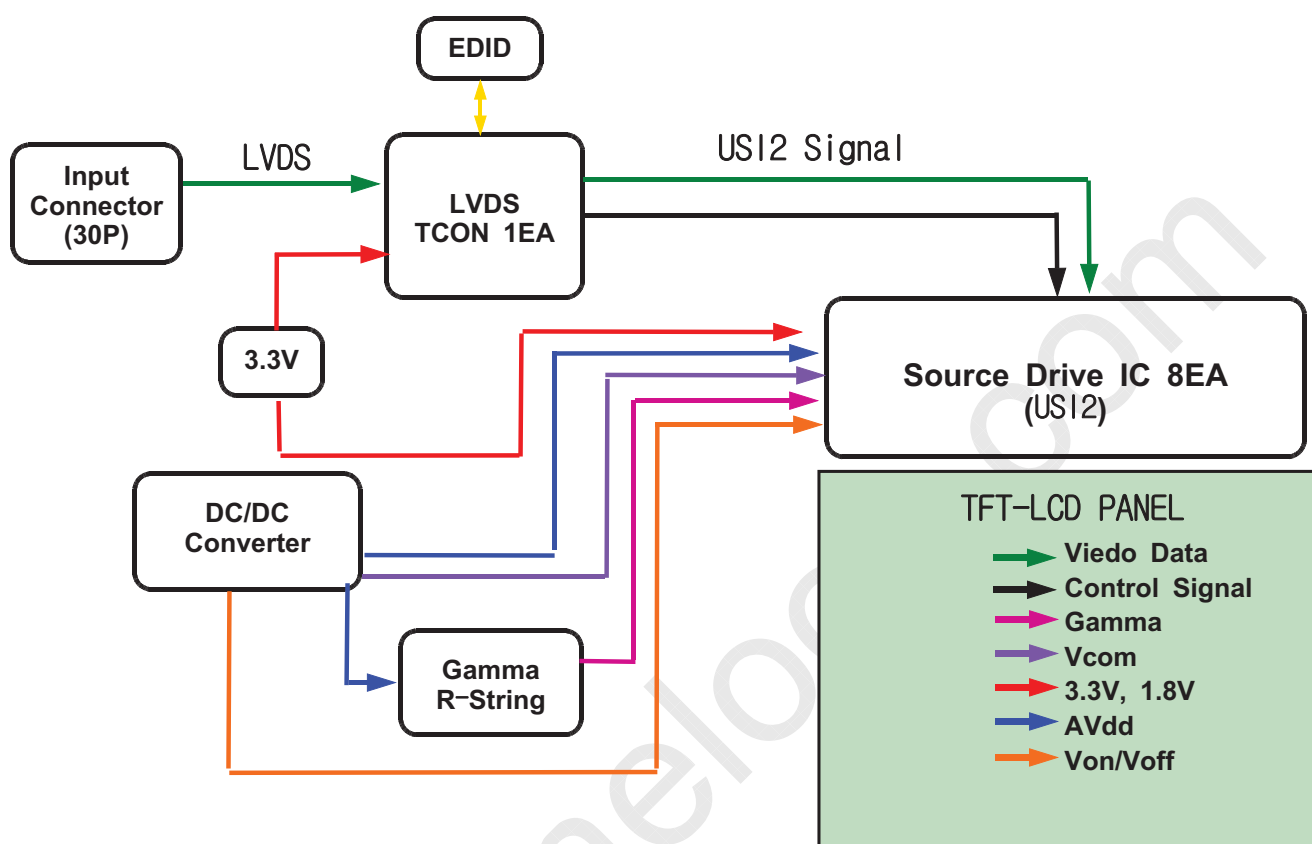 EDID
LVDS
USI2 Signal
Input
Connector
(30P)
LVDS
TCON 1EA
3.3V
Source Drive IC 8EA
(USI2)
DC/DC
Converter
Gamma
R-String
TFT-LCD PANEL
Viedo Data
Control Signal
Gamma
Vcom
3.3V, 1.8V
AVdd
Von/Voff